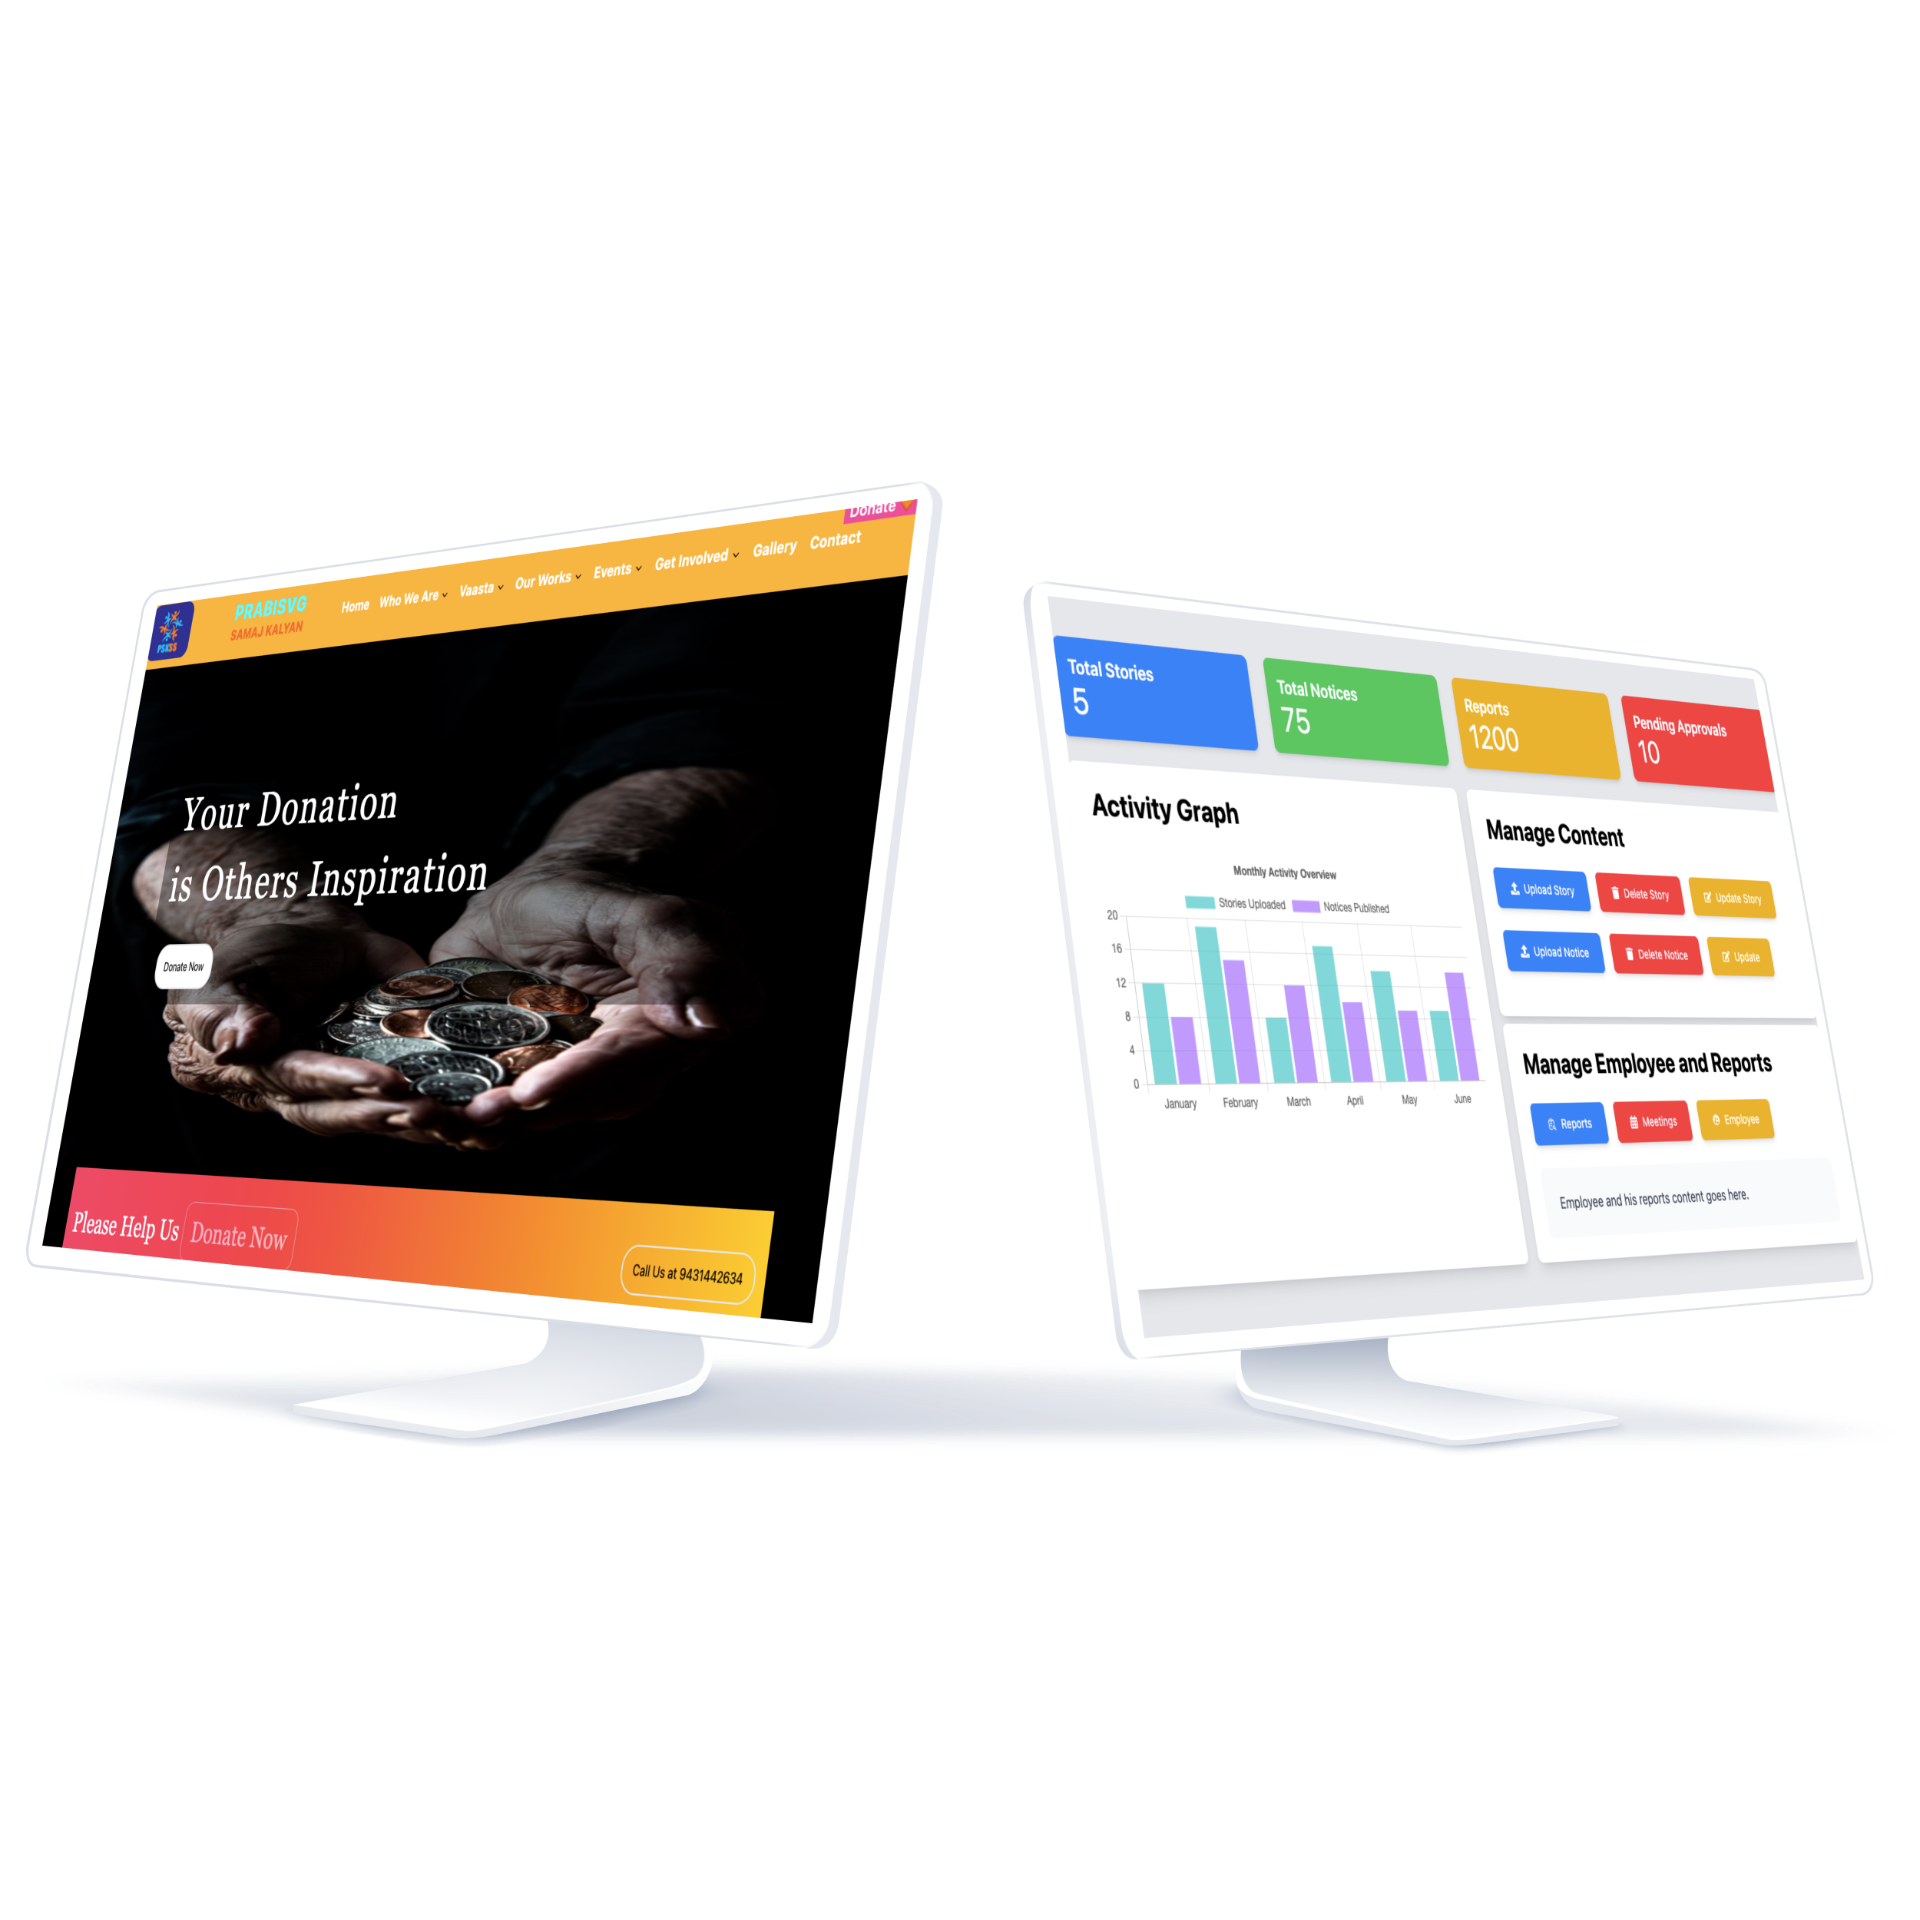 Donate
PRABISVG
SAMAJ KALYAN
Home Who We Are Vaasta Our Works Events Get Involved Gallery Contact
Your Donation
is Others Inspiration
Donate Now
Please Help Us Donate Now
Call Us at 9431442634
Total Stories
5
Total Notices
75
Reports
1200
Pending Approvals
10
Activity Graph
Monthly Activity Overview
Stories Uploaded Notices Published
20
16
12
8
4
0
January February March April May June
Manage Content
Upload Story Delete Story Update Story
Upload Notice Delete Notice Update
Manage Employee and Reports
Reports Meetings Employee
Employee and his reports content goes here.